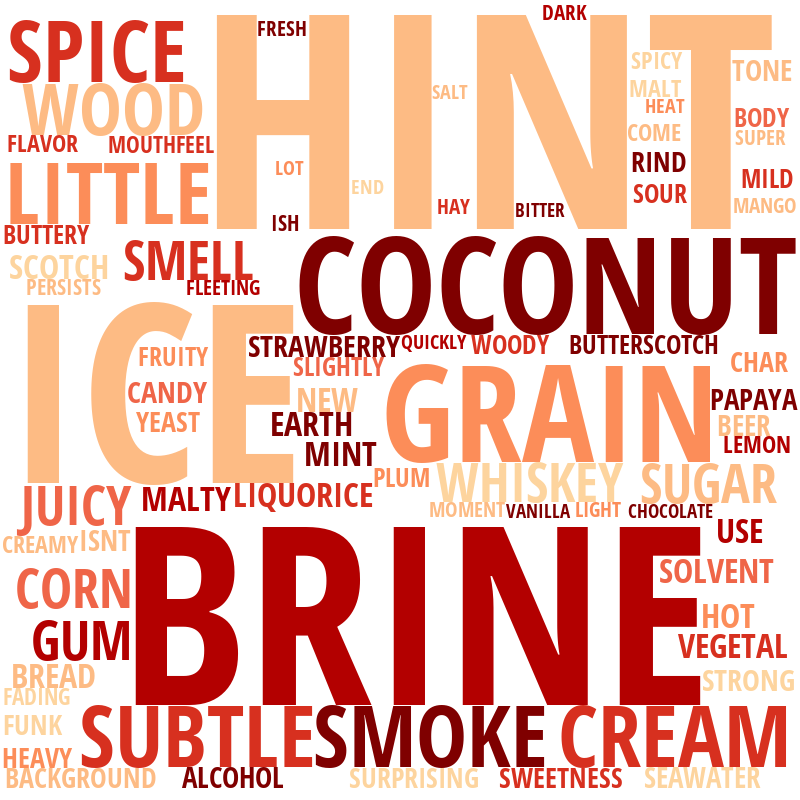 DARK
SPICE
HINT
FRESH
SPICY
TONE
WOOD
SALT
MALT
HEAT
BODY
COME
SUPER
FLAVOR
MOUTHFEEL
LOT
RIND
LITTLE
END
SOUR
MILD
HAY
BITTER
MANGO
ISH
BUTTERY
COCONUT
SCOTCH
SMELL
PERSISTS
FLEETING
ICE
STRAWBERRY
QUICKLY
WOODY
BUTTERSCOTCH
FRUITY
SLIGHTLY
CHAR
CANDY
GRAIN
NEW
PAPAYA
YEAST
EARTH
BEER
MINT
LEMON
PLUM
WHISKEY
SUGAR
JUICY
MALTY
LIQUORICE
MOMENT
VANILLA
LIGHT
CHOCOLATE
CREAMY
ISNT
BRINE
USE
CORN
SOLVENT
HOT
GUM
VEGETAL
BREAD
STRONG
FADING
FUNK
SUBTLE
SMOKE
CREAM
HEAVY
BACKGROUND
ALCOHOL
SURPRISING
SWEETNESS
SEAWATER